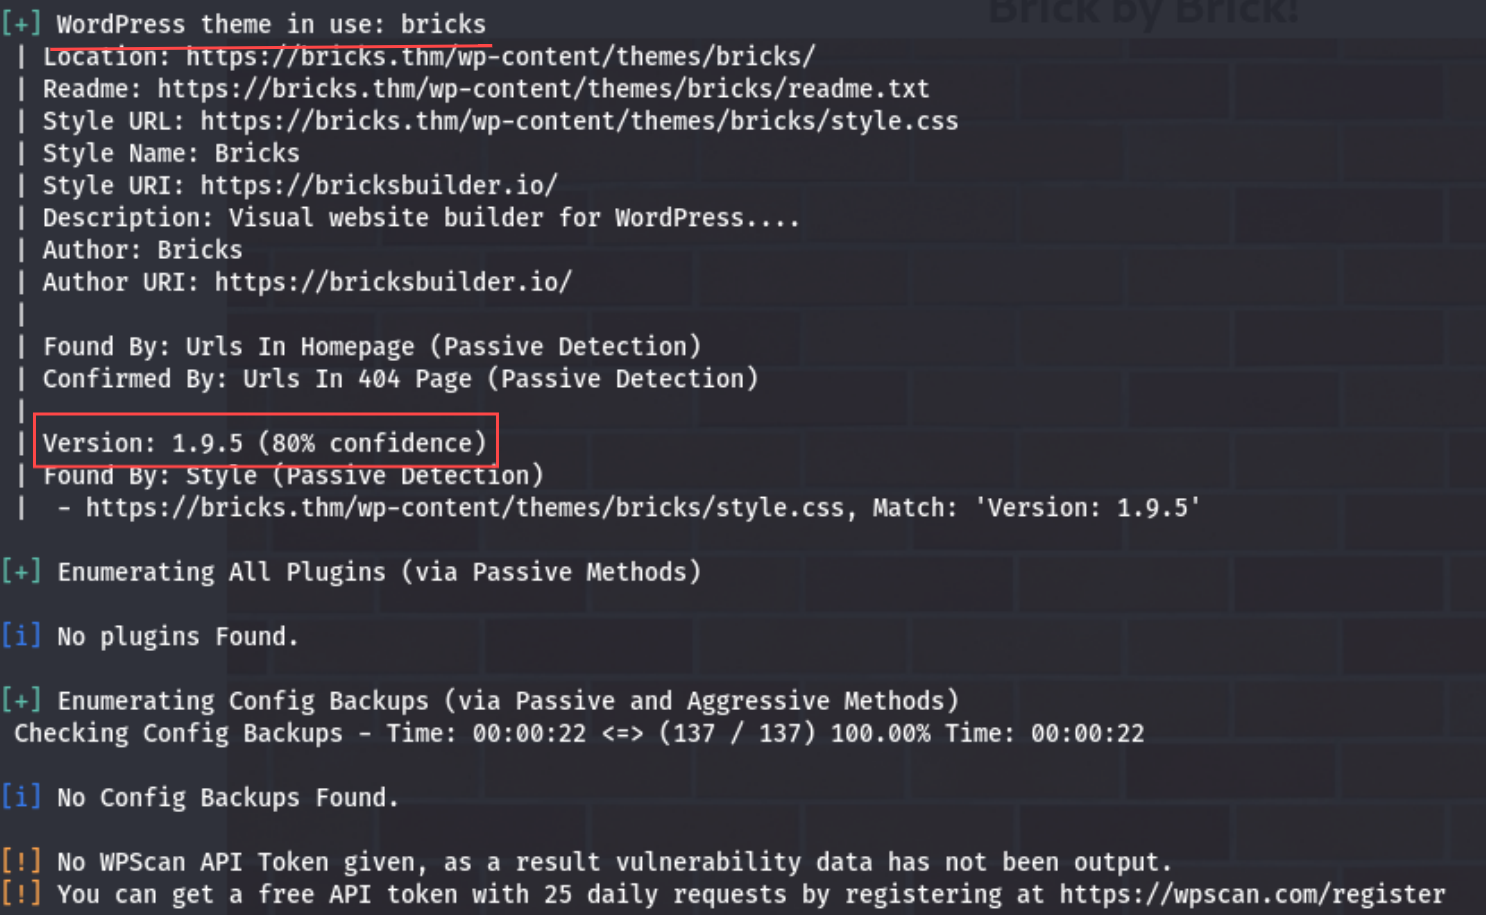 Brick by Brick!
[+] WordPress theme in use: bricks
| Location: https://bricks.thm/wp-content/themes/bricks/
| Readme: https://bricks.thm/wp-content/themes/bricks/readme.txt
| Style URL: https://bricks.thm/wp-content/themes/bricks/style.css
| Style Name: Bricks
| Style URI: https://bricksbuilder.io/
| Description: Visual website builder for WordPress....
| Author: Bricks
| Author URI: https://bricksbuilder.io/
|
| Found By: Urls In Homepage (Passive Detection)
| Confirmed By: Urls In 404 Page (Passive Detection)
|
| Version: 1.9.5 (80% confidence)
| Found By: Style (Passive Detection)
|  - https://bricks.thm/wp-content/themes/bricks/style.css, Match: 'Version: 1.9.5'
[+] Enumerating All Plugins (via Passive Methods)
[i] No plugins Found.
[+] Enumerating Config Backups (via Passive and Aggressive Methods)
Checking Config Backups - Time: 00:00:22 <=> (137 / 137) 100.00% Time: 00:00:22
[i] No Config Backups Found.
[!] No WPScan API Token given, as a result vulnerability data has not been output.
[!] You can get a free API token with 25 daily requests by registering at https://wpscan.com/register